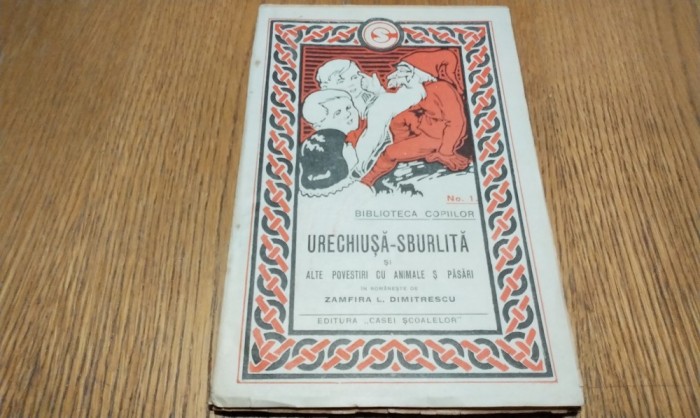 CS
No. 1.
BIBLIOTECA COPIILOR
URECHIUȘĂ-SBURLITĂ
ȘI
ALTE POVESTIRI CU ANIMALE Ș PĂSĂRI
ÎN ROMÂNEȘTE DE
ZAMFIRA L. DIMITRESCU
EDITURA „CASEI ȘCOALELOR"